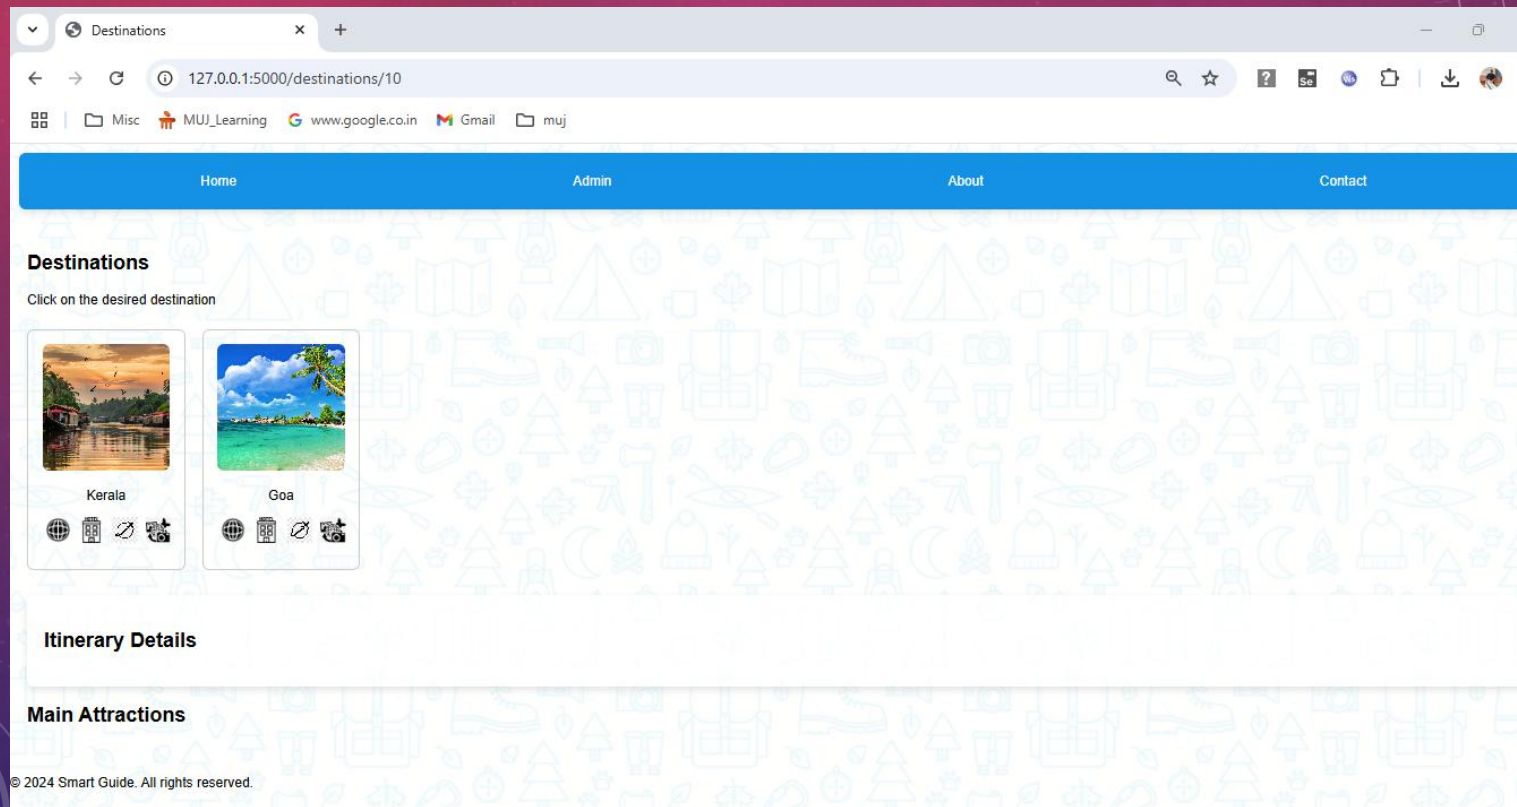 Destinations
127.0.0.1:5000/destinations/10
Misc MUJ_Learning www.google.co.in Gmail muj
Home Admin About Contact
Destinations
Click on the desired destination
Kerala Goa
Itinerary Details
Main Attractions
© 2024 Smart Guide. All rights reserved.